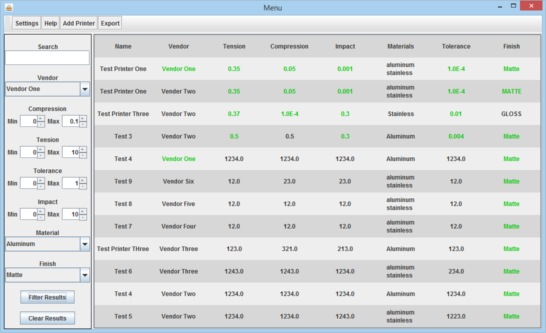 Menu
Settings Help Add Printer Export
Search
Vendor
Vendor One
Compression
Min 0 Max 0.1
Tension
Min 0 Max 10
Tolerance
Min 0 Max 1
Impact
Min 0 Max 10
Material
Aluminum
Finish
Matte
Filter Results
Clear Results
Name Vendor Tension Compression Impact Materials Tolerance Finish
Test Printer One Vendor One 0.35 0.05 0.001 aluminum stainless 1.0E-4 Matte
Test Printer One Vendor Two 0.35 0.05 0.001 aluminum stainless 1.0E-4 MATTE
Test Printer Three Vendor Two 0.37 1.0E-4 0.3 Stainless 0.01 GLOSS
Test 3 Vendor Two 0.5 0.5 0.3 Aluminum 0.004 Matte
Test 4 Vendor One 1234.0 1234.0 1234.0 Aluminum 1234.0 Matte
Test 9 Vendor Six 12.0 23.0 23.0 aluminum stainless 12.0 Matte
Test 8 Vendor Five 12.0 12.0 12.0 aluminum stainless 12.0 Matte
Test 7 Vendor Four 12.0 12.0 12.0 aluminum stainless 12.0 Matte
Test Printer THree Vendor Three 123.0 321.0 213.0 Aluminum 123.0 Matte
Test 6 Vendor Three 1243.0 1243.0 1234.0 aluminum stainless 234.0 Matte
Test 4 Vendor Two 1234.0 1234.0 1234.0 Aluminum 1234.0 Matte
Test 5 Vendor Two 1234.0 1234.0 1243.0 aluminum stainless 1223.0 Matte